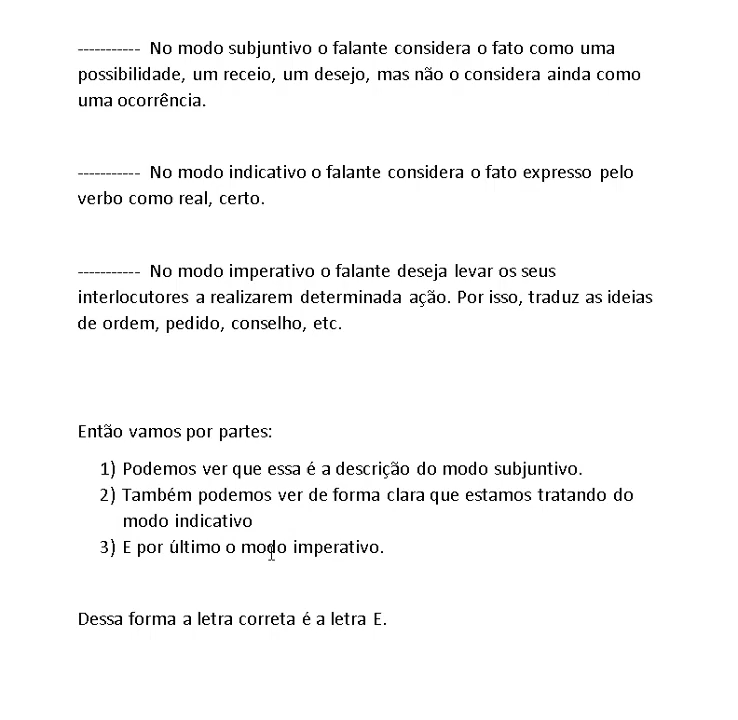 ----------- No modo subjuntivo o falante considera o fato como uma
possibilidade, um receio, um desejo, mas não o considera ainda como
uma ocorrência.
----------- No modo indicativo o falante considera o fato expresso pelo
verbo como real, certo.
----------- No modo imperativo o falante deseja levar os seus
interlocutores a realizarem determinada ação. Por isso, traduz as ideias
de ordem, pedido, conselho, etc.
Então vamos por partes:
1) Podemos ver que essa é a descrição do modo subjuntivo.
2) Também podemos ver de forma clara que estamos tratando do
modo indicativo
3) E por último o modo imperativo.
Dessa forma a letra correta é a letra E.